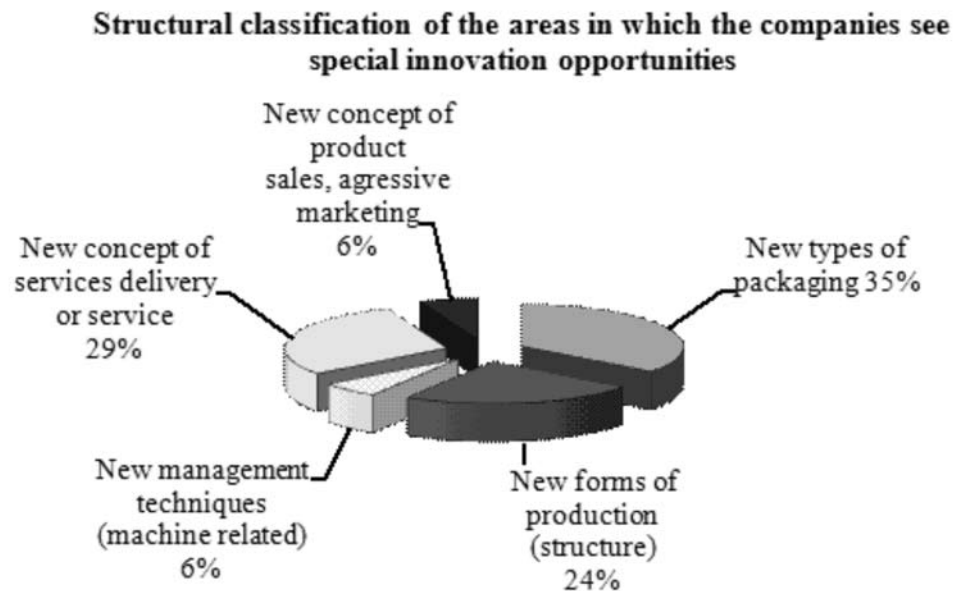 Structural classification of the areas in which the companies see
special innovation opportunities
New concept of
product
sales, agressive
marketing
6%
New concept of
services delivery
or service
29%
New types of
packaging 35%
New management
techniques
(machine related)
6%
New forms of
production
(structure)
24%